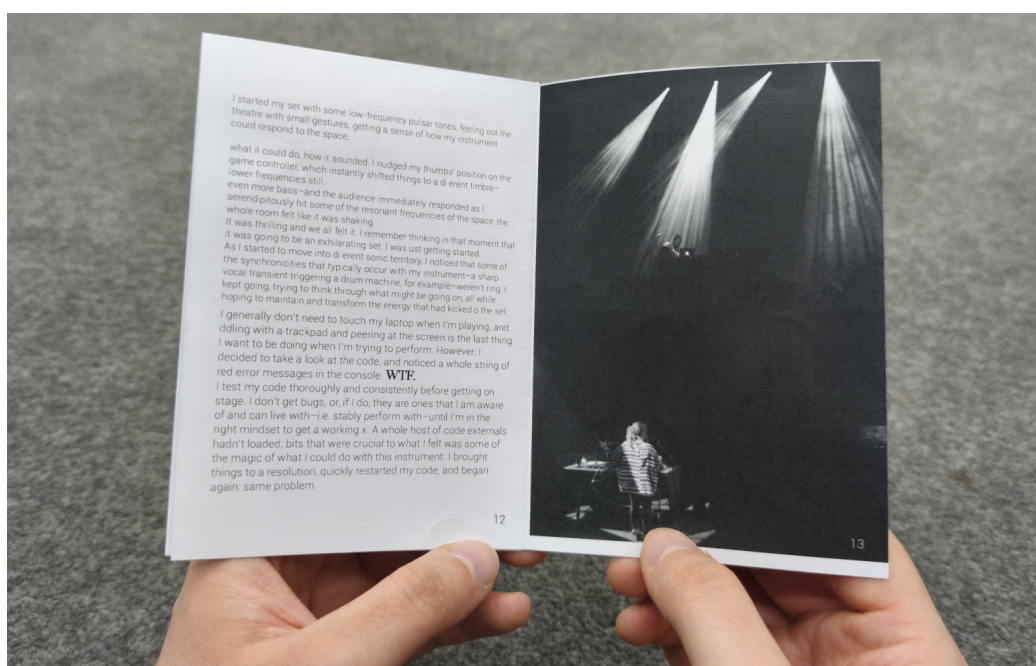 I started my set with some low-frequency pulsar tones, feeling out the
theatre with small gestures, getting a sense of how my instrument
could respond to the space,
what it could do, how it sounded. I nudged my thumbs' position on the
game controller, which instantly shifted things to a di erent timbre—
lower frequencies still.
even more bass—and the audience immediately responded as I
serendipitously hit some of the resonant frequencies of the space: the
whole room felt like it was shaking.
It was thrilling and we all felt it. I remember thinking in that moment that
it was going to be an exhilarating set. I was ust getting started.
As I started to move into di erent sonic territory, I noticed that some of
the synchronicities that typically occur with my instrument—a sharp
vocal transient triggering a drum machine, for example—weren't ring. I
kept going, trying to think through what might be going on, all while
hoping to maintain and transform the energy that had kicked o the set.
I generally don't need to touch my laptop when I'm playing, and
ddling with a trackpad and peering at the screen is the last thing
I want to be doing when I'm trying to perform. However, I
decided to take a look at the code, and noticed a whole string of
red error messages in the console. WTF.
I test my code thoroughly and consistently before getting on
stage. I don't get bugs, or, if I do, they are ones that I am aware
of and can live with—i.e. stably perform with—until I'm in the
right mindset to get a working x. A whole host of code externals
hadn't loaded; bits that were crucial to what I felt was some of
the magic of what I could do with this instrument. I brought
things to a resolution, quickly restarted my code, and began
again: same problem.
12
13